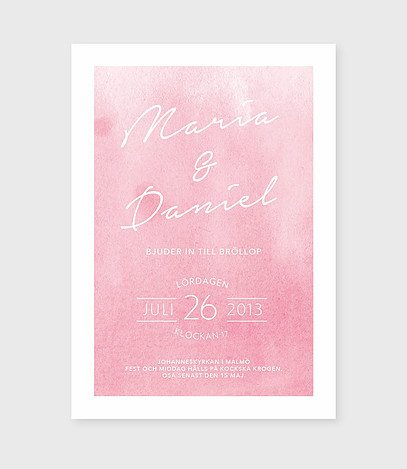 Maria
&
Daniel
BJUDER IN TILL BRÖLLOP
LÖRDAGEN
JULI 26 2013
KLOCKAN 17
JOHANNESKYRKAN I MALMÖ
FEST OCH MIDDAG HÅLLS PÅ KOCKSKA KROGEN
OSA SENAST DEN 15 MAJ